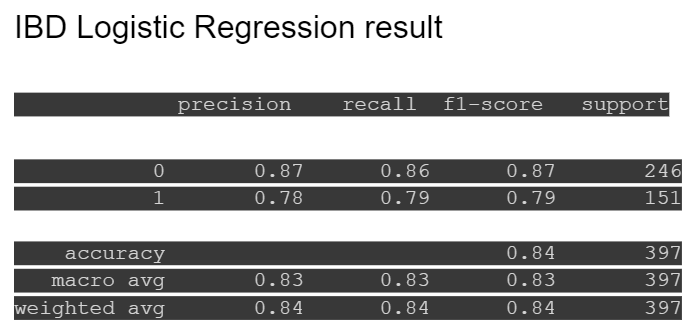 IBD Logistic Regression result
precision recall f1-score support
0 0.87 0.86 0.87 246
1 0.78 0.79 0.79 151
accuracy 0.84 397
macro avg 0.83 0.83 0.83 397
weighted avg 0.84 0.84 0.84 397